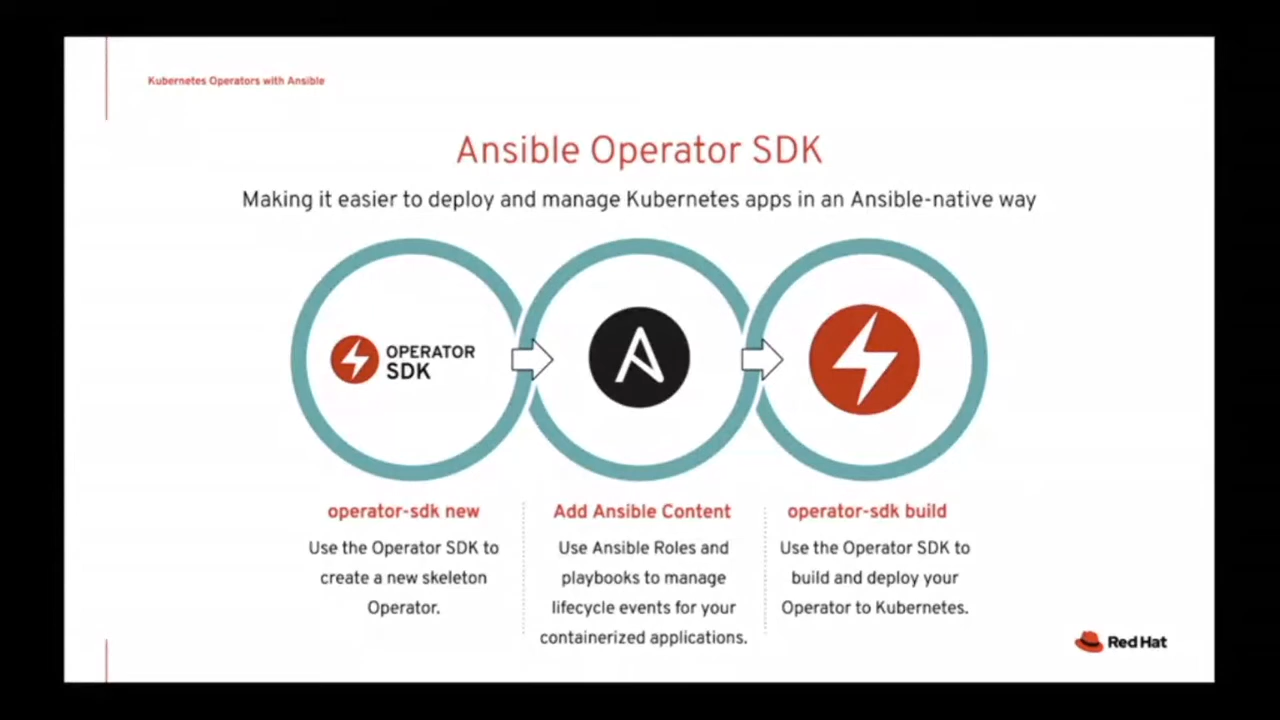 Kubernetes Operators with Ansible
Ansible Operator SDK
Making it easier to deploy and manage Kubernetes apps in an Ansible-native way
OPERATOR
SDK
operator-sdk new
Use the Operator SDK to
create a new skeleton
Operator.
Add Ansible Content
Use Ansible Roles and
playbooks to manage
lifecycle events for your
containerized applications.
operator-sdk build
Use the Operator SDK to
build and deploy your
Operator to Kubernetes.
Red Hat